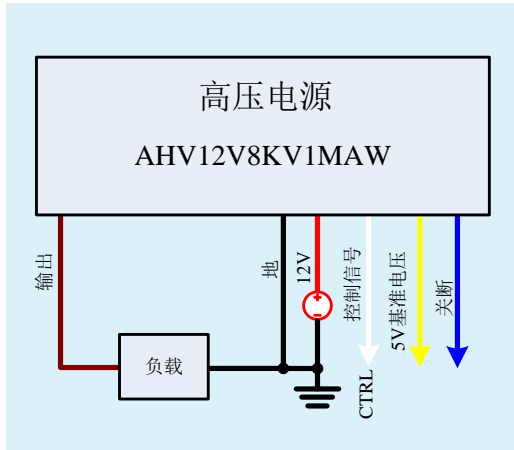 高压电源
AHV12V8KV1MAW
输出
地
12V
控制信号
5V基准电压
关断
负载
CTRL